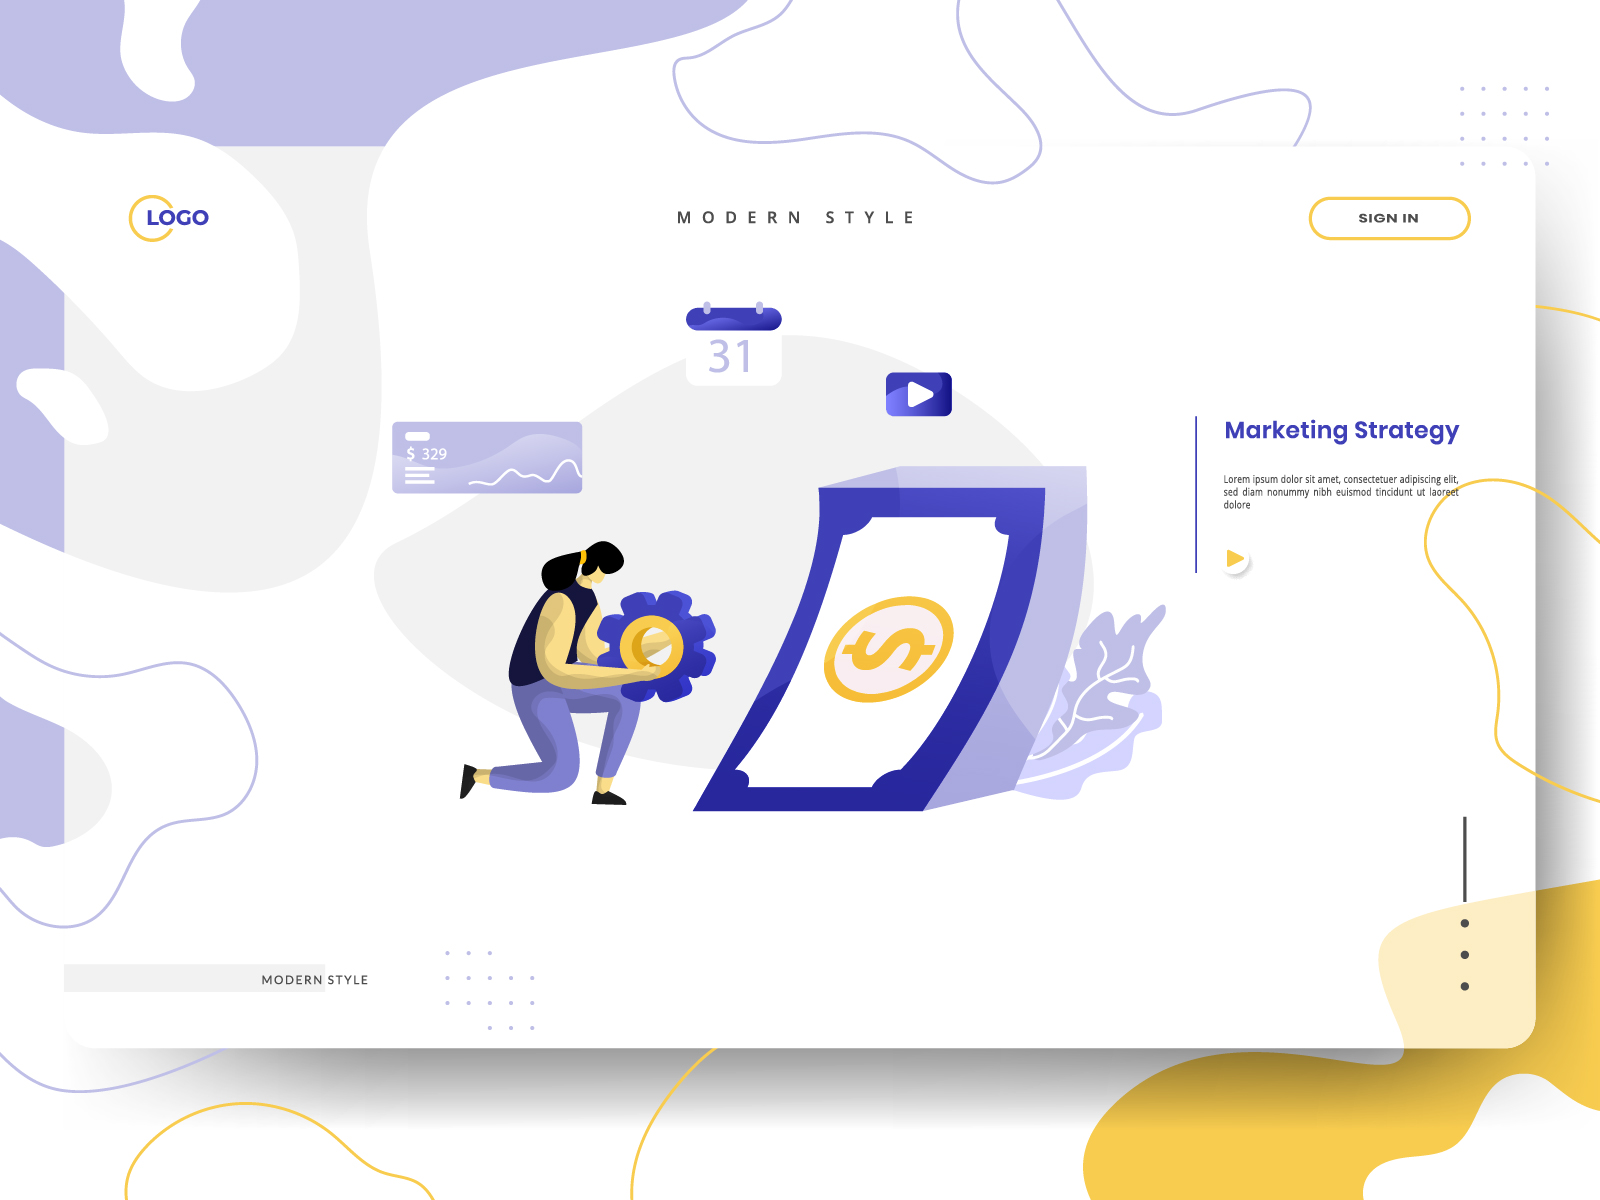 LOGO
MODERN STYLE
SIGN IN
31
$ 329
Marketing Strategy
Lorem ipsum dolor sit amet, consectetuer adipiscing elit,
sed diam nonummy nibh euismod tincidunt ut laoreet
dolore
$
MODERN STYLE